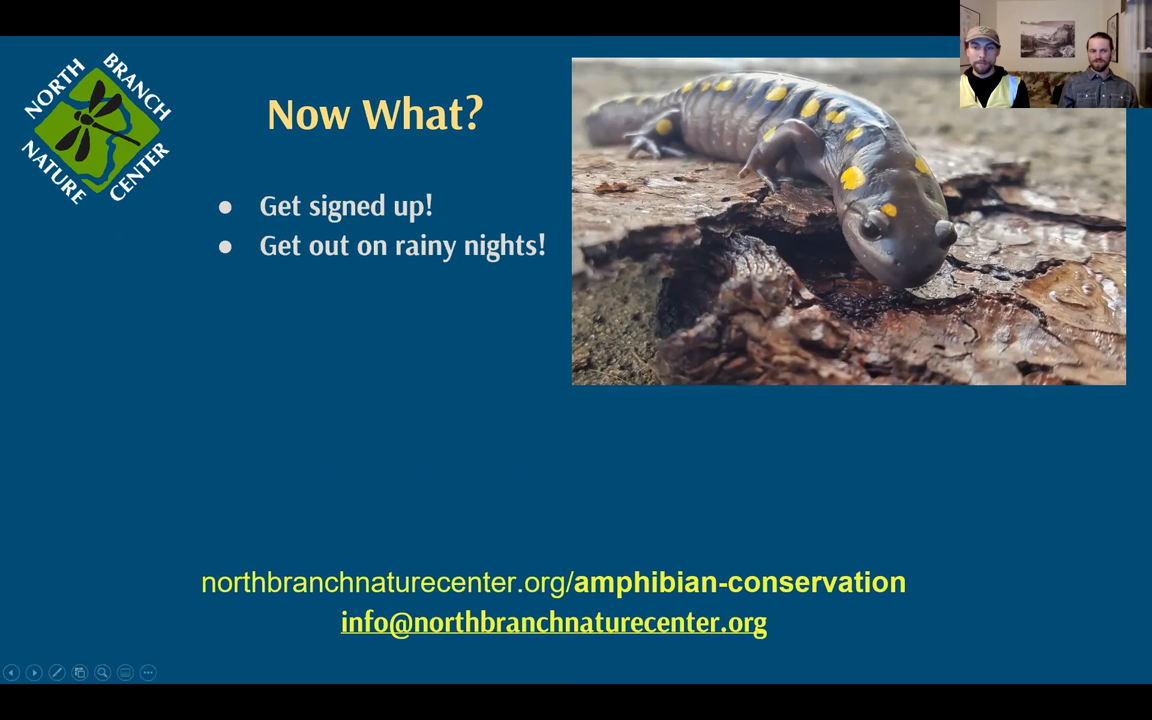 NORTH BRANCH
NATURE CENTER
Now What?
● Get signed up!
● Get out on rainy nights!
northbranchnaturecenter.org/amphibian-conservation
info@northbranchnaturecenter.org